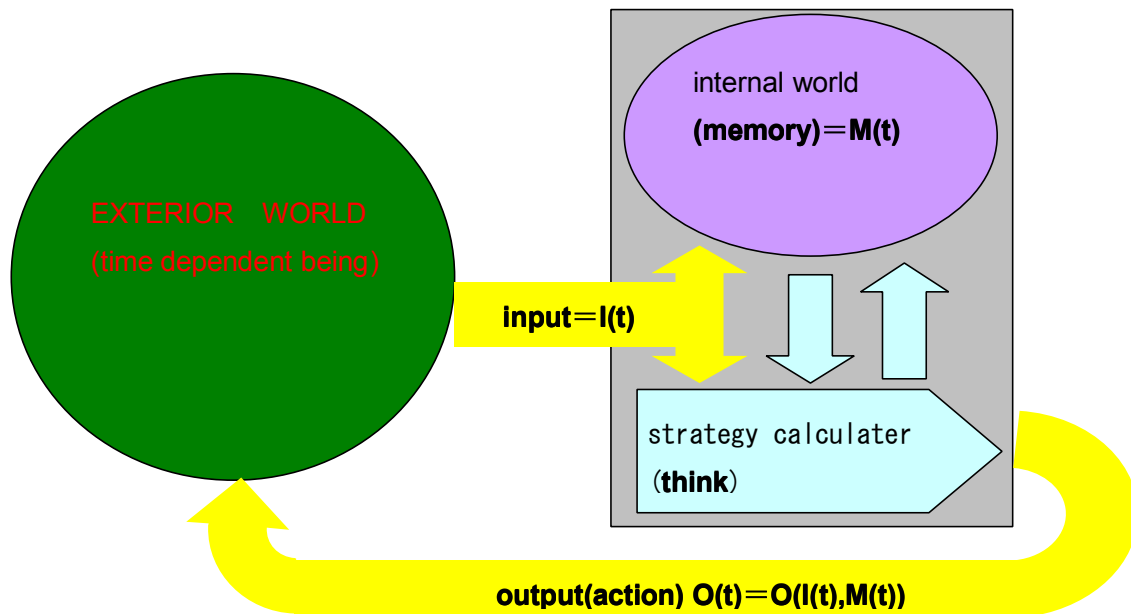 EXTERIOR WORLD
(time dependent being)
internal world
(memory)＝M(t)
input＝I(t)
strategy calculater
(think)
output(action) O(t)＝O(I(t),M(t))